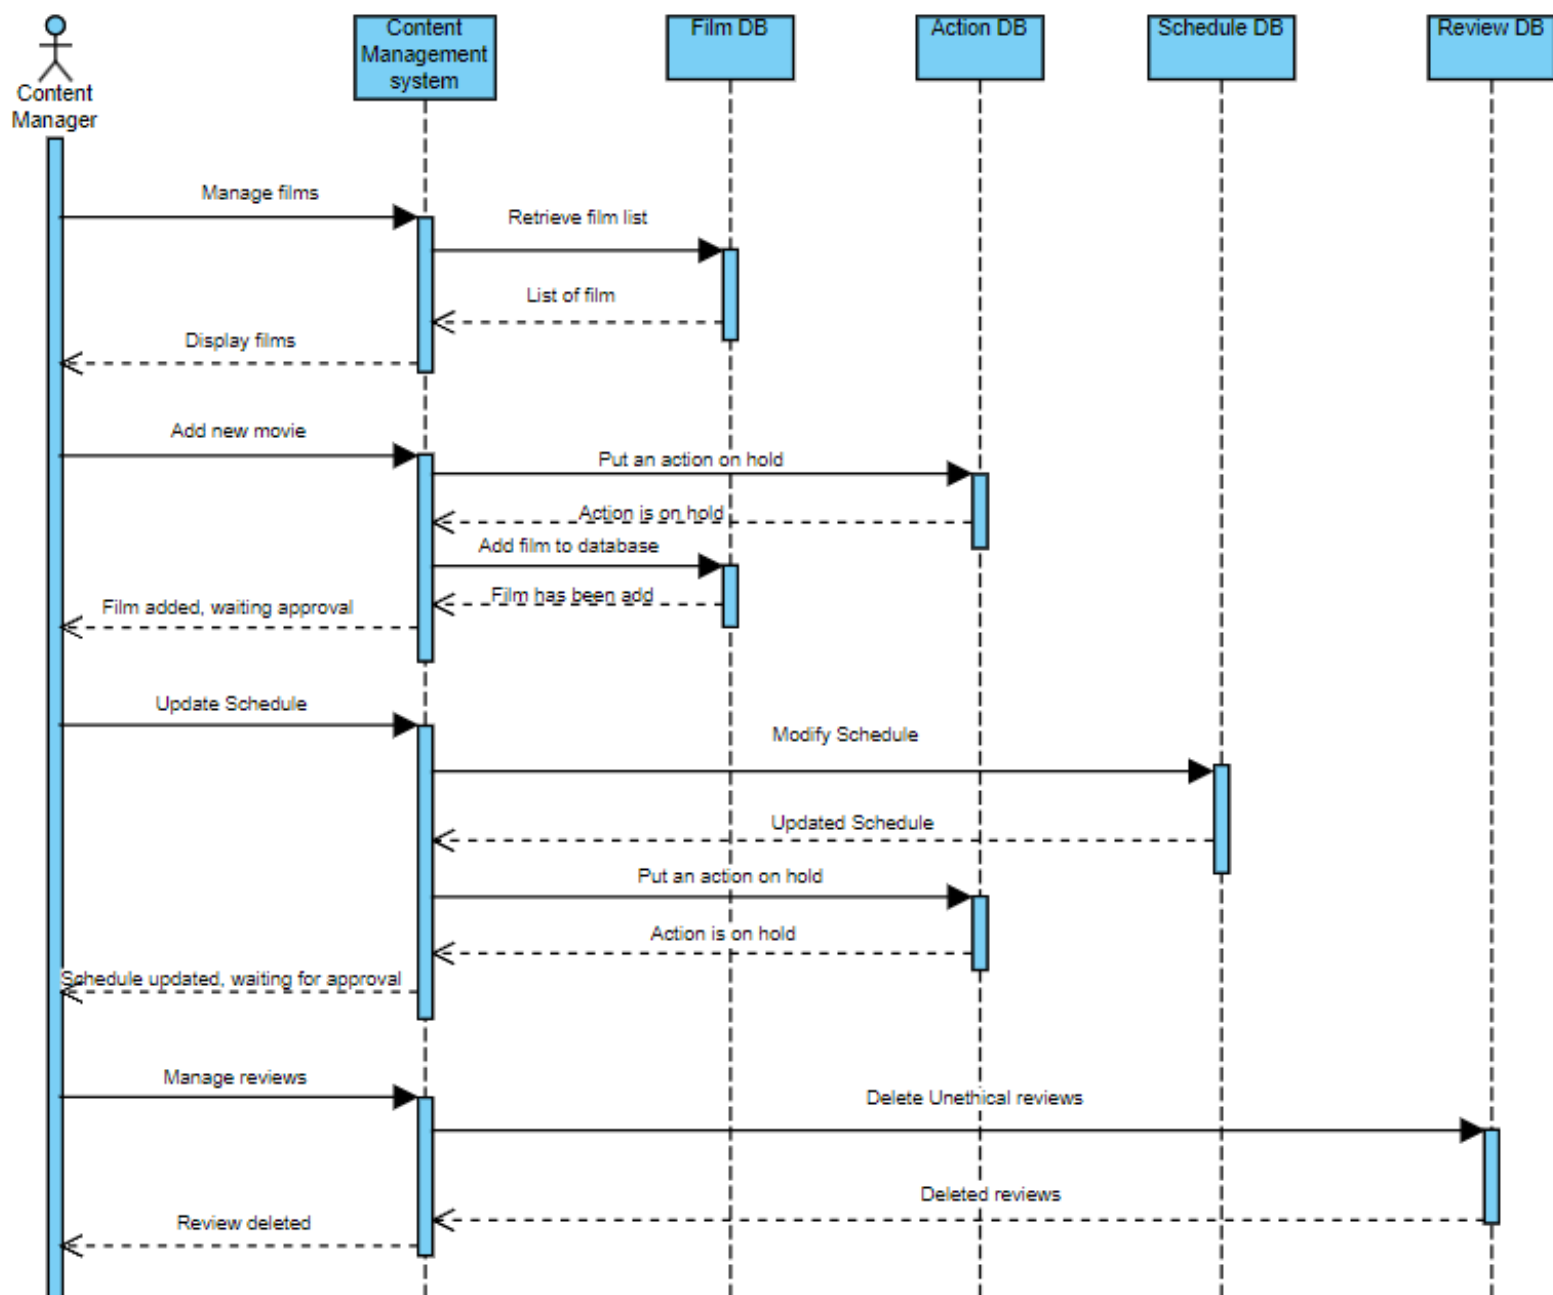 Content
Manager
Content
Management
system
Film DB
Action DB
Schedule DB
Review DB
Manage films
Retrieve film list
List of film
Display films
Add new movie
Put an action on hold
Action is on hold
Add film to database
Film has been add
Film added, waiting approval
Update Schedule
Modify Schedule
Updated Schedule
Put an action on hold
Action is on hold
Schedule updated, waiting for approval
Manage reviews
Delete Unethical reviews
Deleted reviews
Review deleted